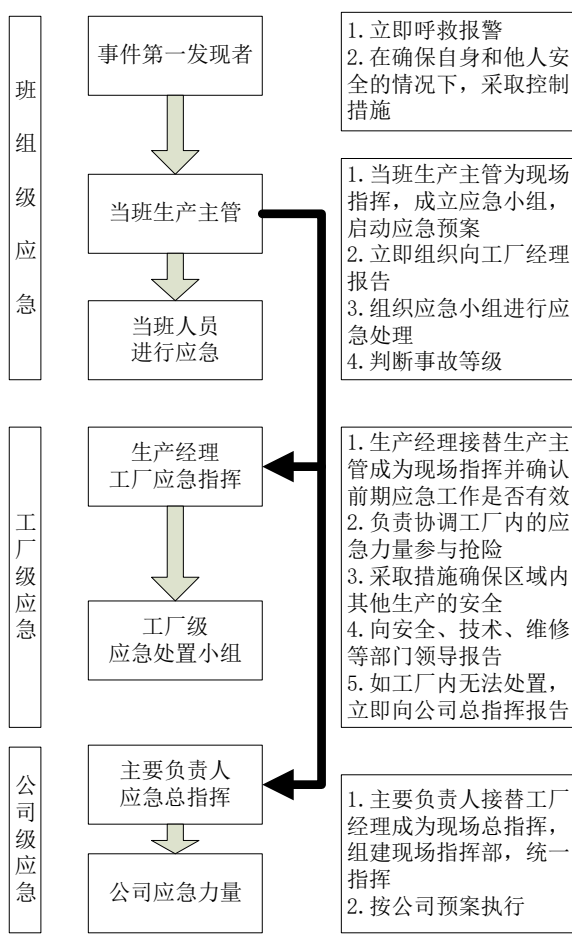 班组级应急
事件第一发现者
1.立即呼救报警
2.在确保自身和他人安
全的情况下，采取控制
措施
当班生产主管
1.当班生产主管为现场
指挥，成立应急小组，
启动应急预案
2.立即组织向工厂经理
报告
3.组织应急小组进行应
急处理
4.判断事故等级
当班人员
进行应急
工厂级应急
生产经理
工厂应急指挥
1.生产经理接替生产主
管成为现场指挥并确认
前期应急工作是否有效
2.负责协调工厂内的应
急力量参与抢险
3.采取措施确保区域内
其他生产的安全
4.向安全、技术、维修
等部门领导报告
5.如工厂内无法处置，
立即向公司总指挥报告
工厂级
应急处置小组
公司级应急
主要负责人
应急总指挥
1.主要负责人接替工厂
经理成为现场总指挥，
组建现场指挥部，统一
指挥
2.按公司预案执行
公司应急力量